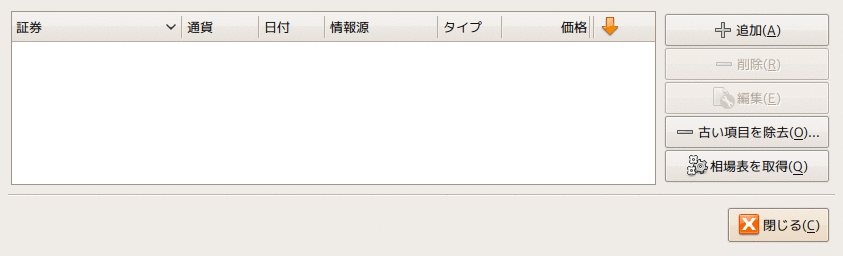 証券 通貨 日付 情報源 タイプ 価格
追加(A)
削除(R)
編集(E)
古い項目を除去(O)...
相場表を取得(Q)
閉じる(C)